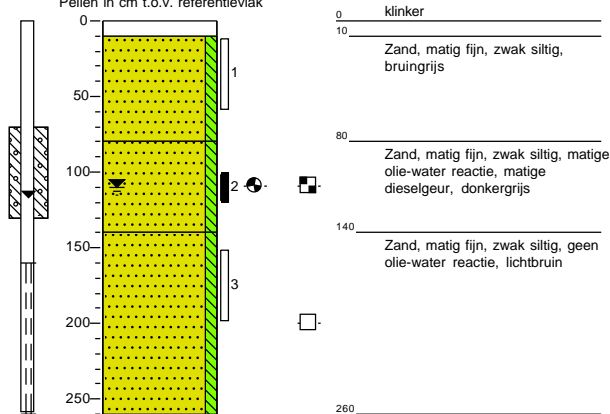 Peilen in cm t.o.v. referentievlak
0
50
100
150
200
250
1
2
3
0
klinker
10
Zand, matig fijn, zwak siltig,
bruingrijs
80
Zand, matig fijn, zwak siltig, matige
olie-water reactie, matige
dieselgeur, donkergrijs
140
Zand, matig fijn, zwak siltig, geen
olie-water reactie, lichtbruin
260